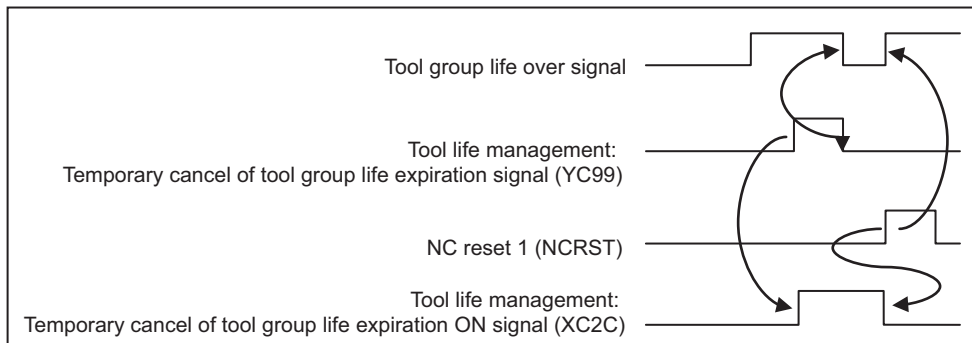 Tool group life over signal
Tool life management:
Temporary cancel of tool group life expiration signal (YC99)
NC reset 1 (NCRST)
Tool life management:
Temporary cancel of tool group life expiration ON signal (XC2C)